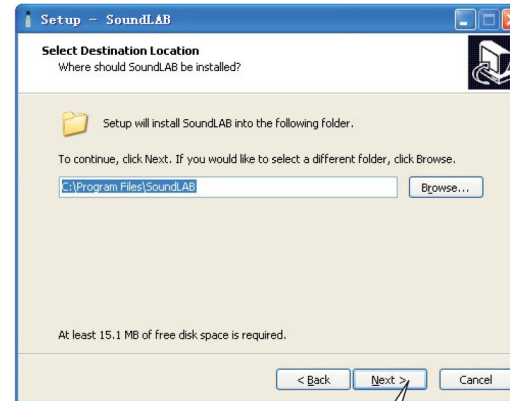 Setup - SoundLAB
Select Destination Location
Where should SoundLAB be installed?
Setup will install SoundLAB into the following folder.
To continue, click Next. If you would like to select a different folder, click Browse.
C:\Program Files\SoundLAB
Browse...
At least 15.1 MB of free disk space is required.
< Back Next > Cancel